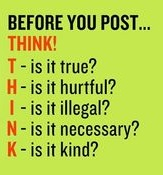 BEFORE YOU POST...
THINK!
T - is it true?
H - is it hurtful?
I - is it illegal?
N - is it necessary?
K - is it kind?